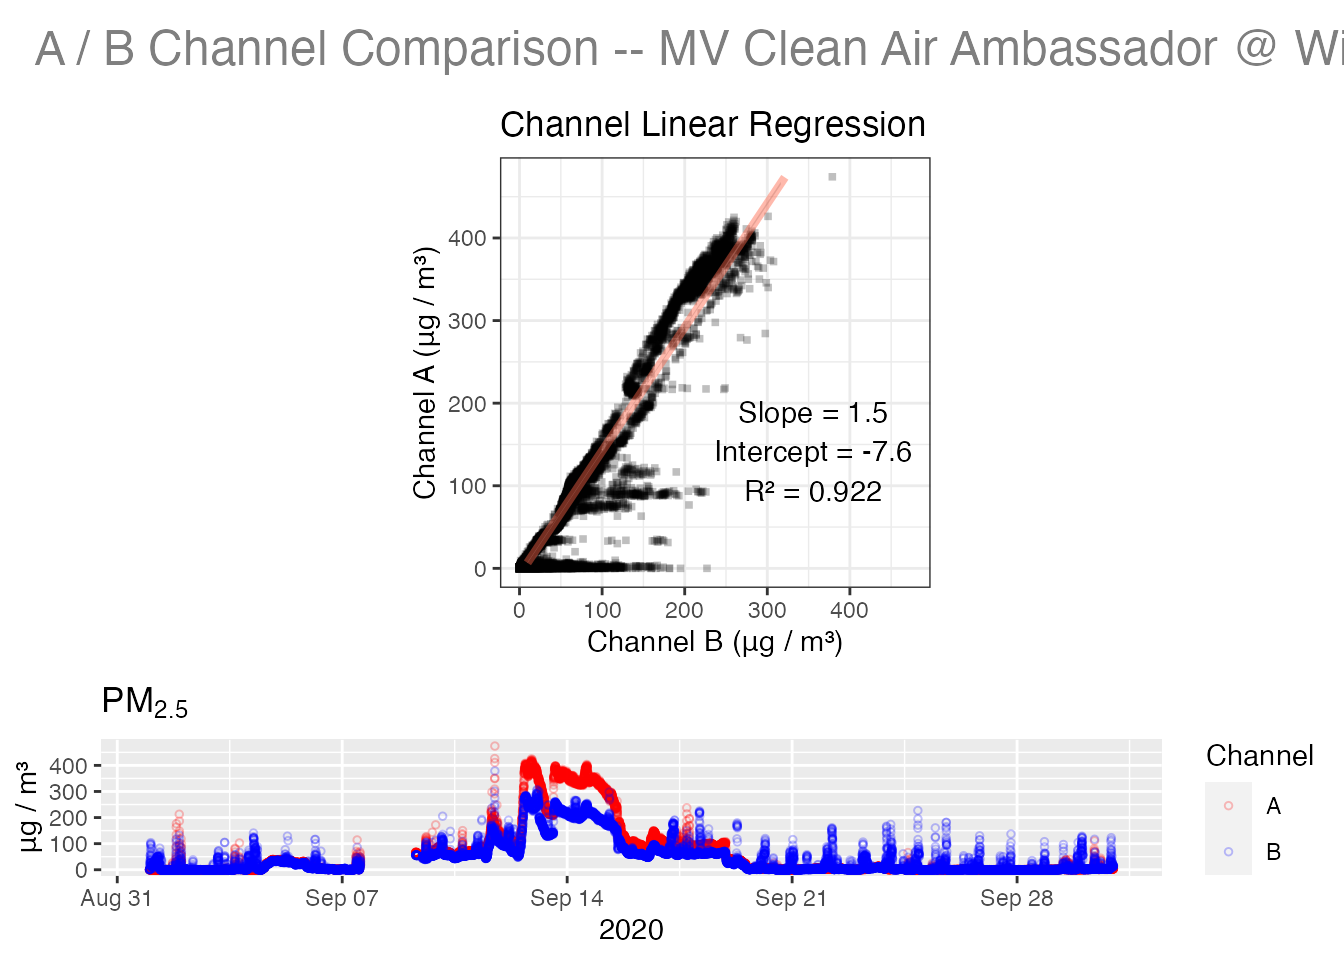 A / B Channel Comparison -- MV Clean Air Ambassador @ Wi
Channel Linear Regression
Channel A (µg / m³)
400
300
200
100
0
Slope = 1.5
Intercept = -7.6
R² = 0.922
0 100 200 300 400
Channel B (µg / m³)
PM2.5
µg / m³
400
300
200
100
0
Aug 31 Sep 07 Sep 14 Sep 21 Sep 28
2020
Channel
A
B